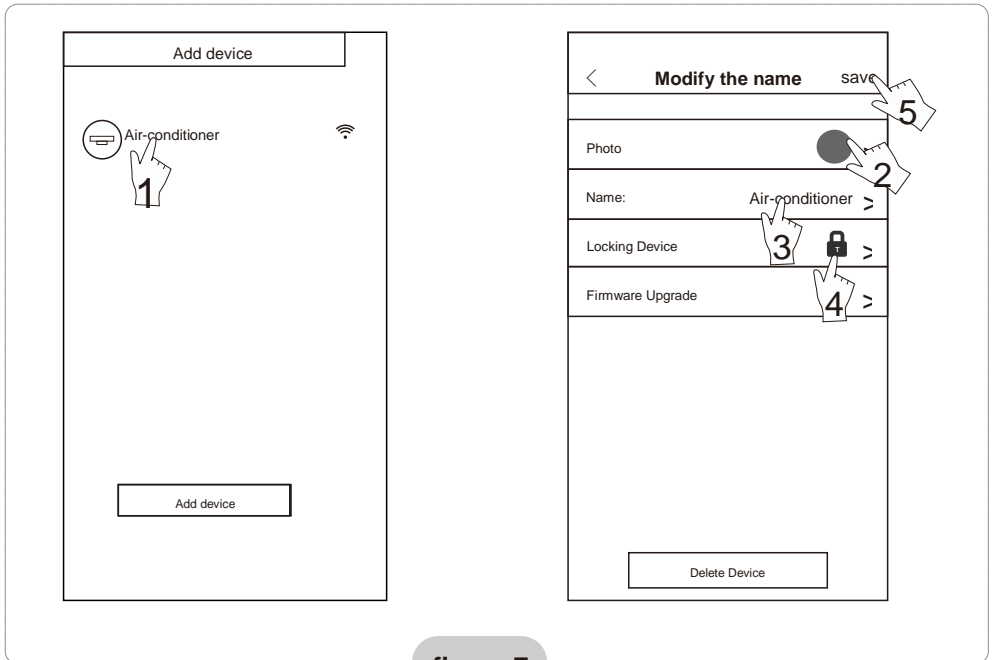 Add device
Air-conditioner
1
Add device
< Modify the name save
5
Photo
2
Name: Air-conditioner >
3
Locking Device T >
4
Firmware Upgrade >
Delete Device